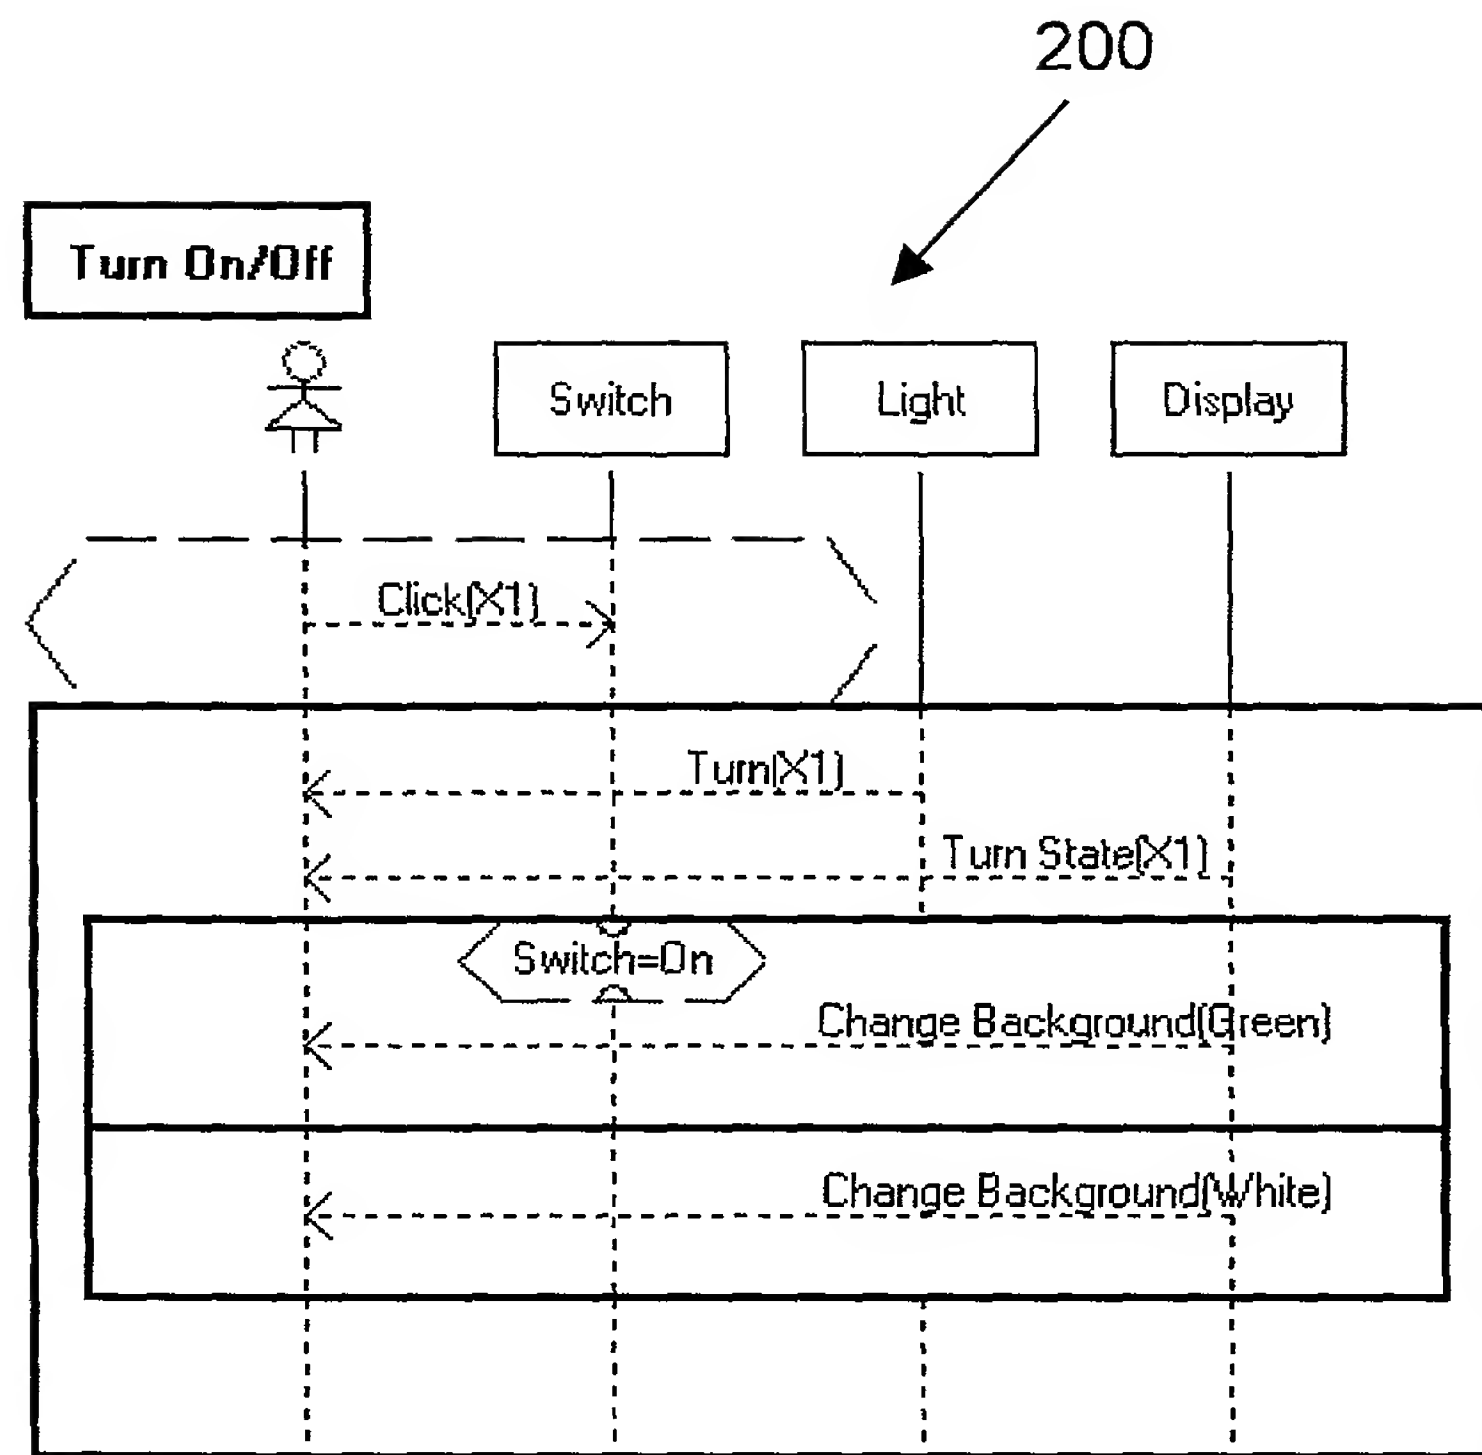 200
Turn On/Off
Switch
Light
Display
Click(X1)
Turn(X1)
Turn State(X1)
Switch=On
Change Background(Green)
Change Background(White)